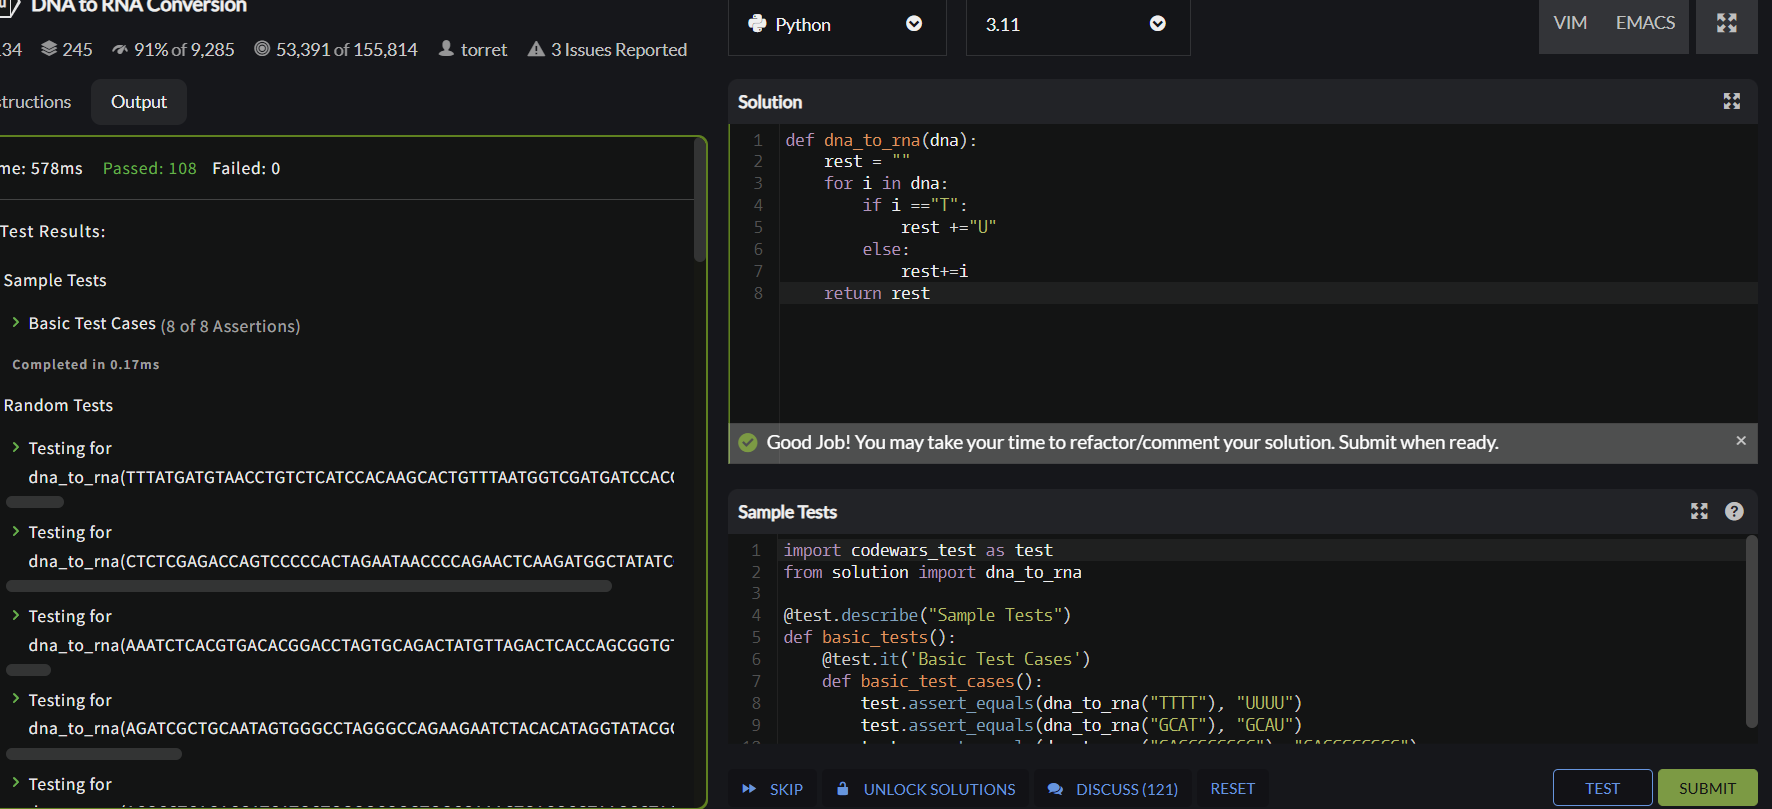 DNA to RNA Conversion
34 245 91% of 9,285 53,391 of 155,814 torret 3 Issues Reported
structions Output
me: 578ms Passed: 108 Failed: 0
Test Results:
Sample Tests
Basic Test Cases (8 of 8 Assertions)
Completed in 0.17ms
Random Tests
Testing for
dna_to_rna(TTTATGATGTAACCTGTCTCATCCACAAGCACTGTTTAATGGTCGATGATCCAC
Testing for
dna_to_rna(CTCTCGAGACCAGTCCCCCACTAGAATAACCCCAGAACTCAAGATGGCTATATC
Testing for
dna_to_rna(AAATCTCACGTGACACGGACCTAGTGCAGACTATGTTAGACTCACCAGCGGTG
Testing for
dna_to_rna(AGATCGCTGCAATAGTGGGCCTAGGGCCAGAAGAATCTACACATAGGTATACG
Testing for
Python 3.11 VIM EMACS
Solution
1 def dna_to_rna(dna):
2 rest = ""
3 for i in dna:
4 if i =="T":
5 rest +="U"
6 else:
7 rest+=i
8 return rest
Good Job! You may take your time to refactor/comment your solution. Submit when ready. ×
Sample Tests ?
1 import codewars_test as test
2 from solution import dna_to_rna
3
4 @test.describe("Sample Tests")
5 def basic_tests():
6 @test.it('Basic Test Cases')
7 def basic_test_cases():
8 test.assert_equals(dna_to_rna("TTTT"), "UUUU")
9 test.assert_equals(dna_to_rna("GCAT"), "GCAU")
SKIP UNLOCK SOLUTIONS DISCUSS (121) RESET TEST SUBMIT